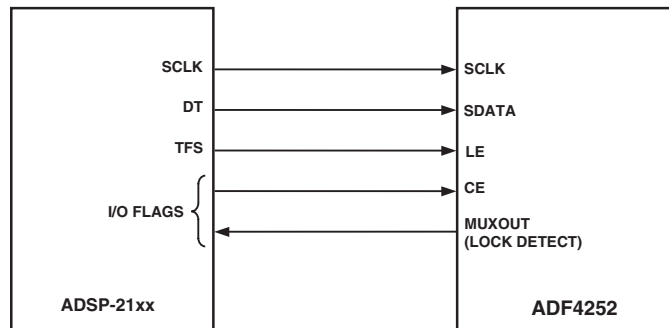 SCLK
DT
TFS
I/O FLAGS
ADSP-21xx
SCLK
SDATA
LE
CE
MUXOUT
(LOCK DETECT)
ADF4252